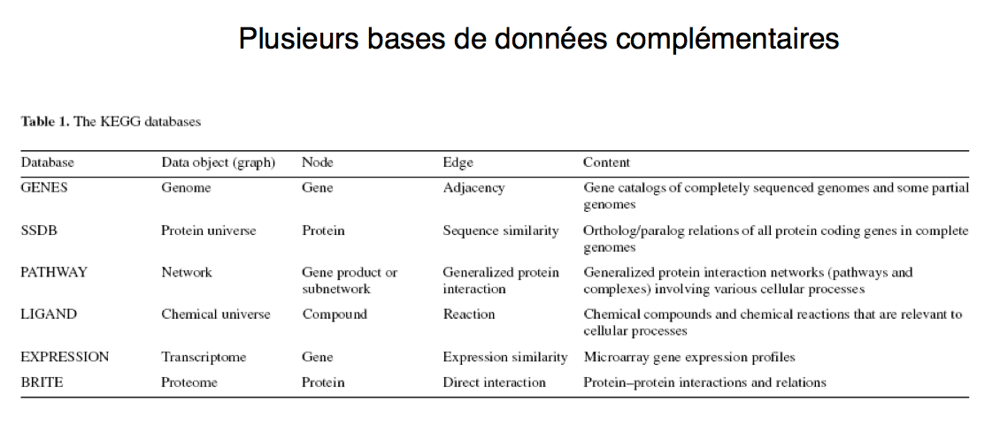 Plusieurs bases de données complémentaires
Table 1. The KEGG databases
Database Data object (graph) Node Edge Content
GENES Genome Gene Adjacency Gene catalogs of completely sequenced genomes and some partial
genomes
SSDB Protein universe Protein Sequence similarity Ortholog/paralog relations of all protein coding genes in complete
genomes
PATHWAY Network Gene product or Generalized protein Generalized protein interaction networks (pathways and
subnetwork interaction complexes) involving various cellular processes
LIGAND Chemical universe Compound Reaction Chemical compounds and chemical reactions that are relevant to
cellular processes
EXPRESSION Transcriptome Gene Expression similarity Microarray gene expression profiles
BRITE Proteome Protein Direct interaction Protein–protein interactions and relations